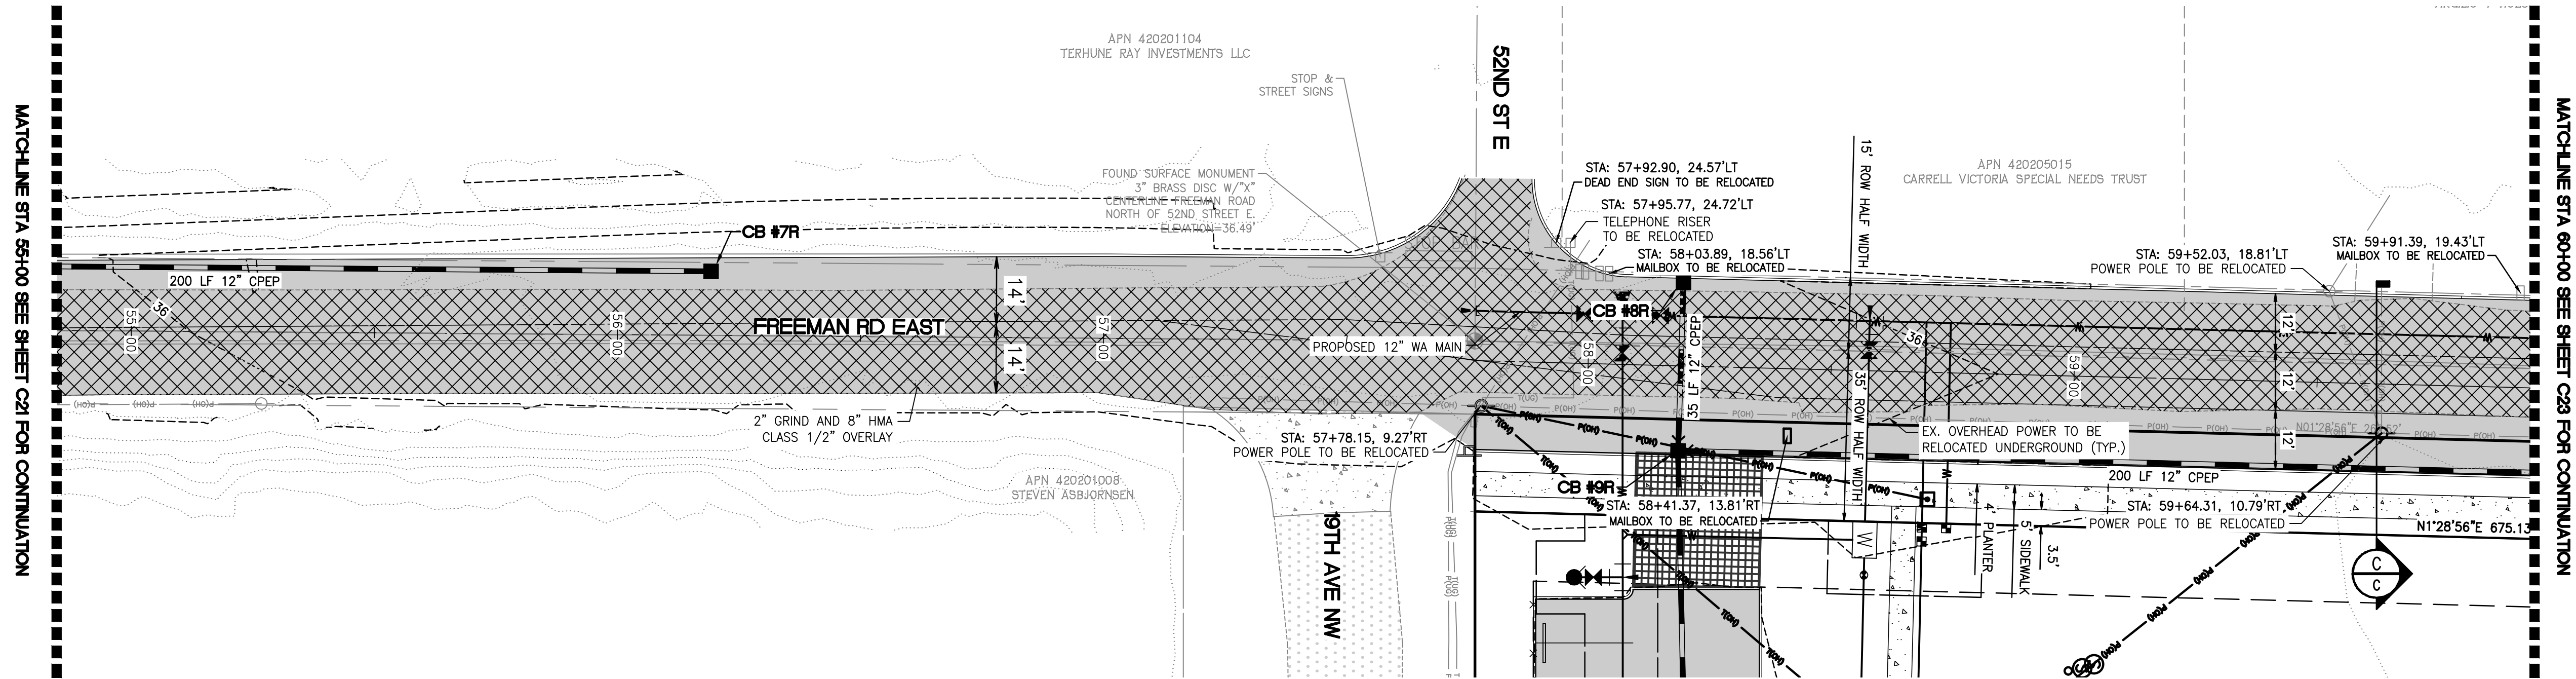 MATCHLINE STA 55+00 SEE SHEET C21 FOR CONTINUATION
APN 420201104
TERHUNE RAY INVESTMENTS LLC
STOP &
STREET SIGNS
52ND ST E
FOUND SURFACE MONUMENT
3" BRASS DISC W/"X"
CENTERLINE FREEMAN ROAD
NORTH OF 52ND STREET E.
ELEVATION=36.49'
CB #7R
200 LF 12" CPEP
36
55+00
56+00
FREEMAN RD EAST
14'
14'
57+00
PROPOSED 12" WA MAIN
2" GRIND AND 8" HMA
CLASS 1/2" OVERLAY
APN 420201008
STEVEN ASBJORNSEN
P(OH) P(OH) P(OH)
19TH AVE NW
STA: 57+78.15, 9.27'RT
POWER POLE TO BE RELOCATED
STA: 57+92.90, 24.57'LT
DEAD END SIGN TO BE RELOCATED
STA: 57+95.77, 24.72'LT
TELEPHONE RISER
TO BE RELOCATED
STA: 58+03.89, 18.56'LT
MAILBOX TO BE RELOCATED
CB #8R
58+00
35 LF 12" CPEP
15' ROW HALF WIDTH
35' ROW HALF WIDTH
APN 420205015
CARRELL VICTORIA SPECIAL NEEDS TRUST
36
59+00
STA: 59+52.03, 18.81'LT
POWER POLE TO BE RELOCATED
STA: 59+91.39, 19.43'LT
MAILBOX TO BE RELOCATED
12'
12'
12'
EX. OVERHEAD POWER TO BE
RELOCATED UNDERGROUND (TYP.)
200 LF 12" CPEP
CB #9R
STA: 58+41.37, 13.81'RT
MAILBOX TO BE RELOCATED
4' PLANTER
5' SIDEWALK
3.5'
STA: 59+64.31, 10.79'RT
POWER POLE TO BE RELOCATED
N1°28'56"E 675.13
C
C
W
T(UG)
P(UG)
T(UG)
P(UG)
T(OH)
P(OH)
MATCHLINE STA 60+00 SEE SHEET C23 FOR CONTINUATION